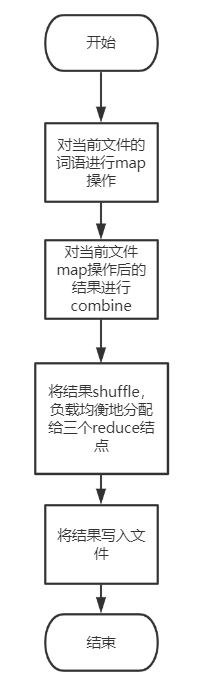 开始
对当前文件的
词语进行map
操作
对当前文件
map操作后的
结果进行
combine
将结果shuffle，
负载均衡地分配
给三个reduce结
点
将结果写入文
件
结束